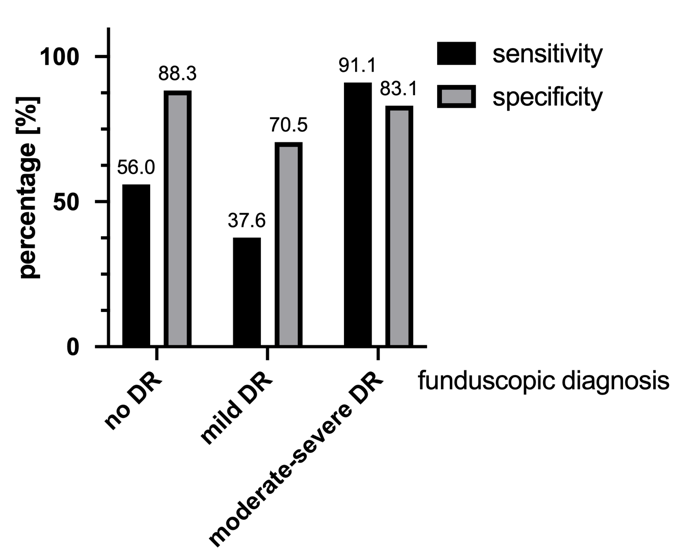 percentage [%]
100
50
0
56.0
88.3
37.6
70.5
91.1
83.1
sensitivity
specificity
no DR
mild DR
moderate-severe DR
funduscopic diagnosis